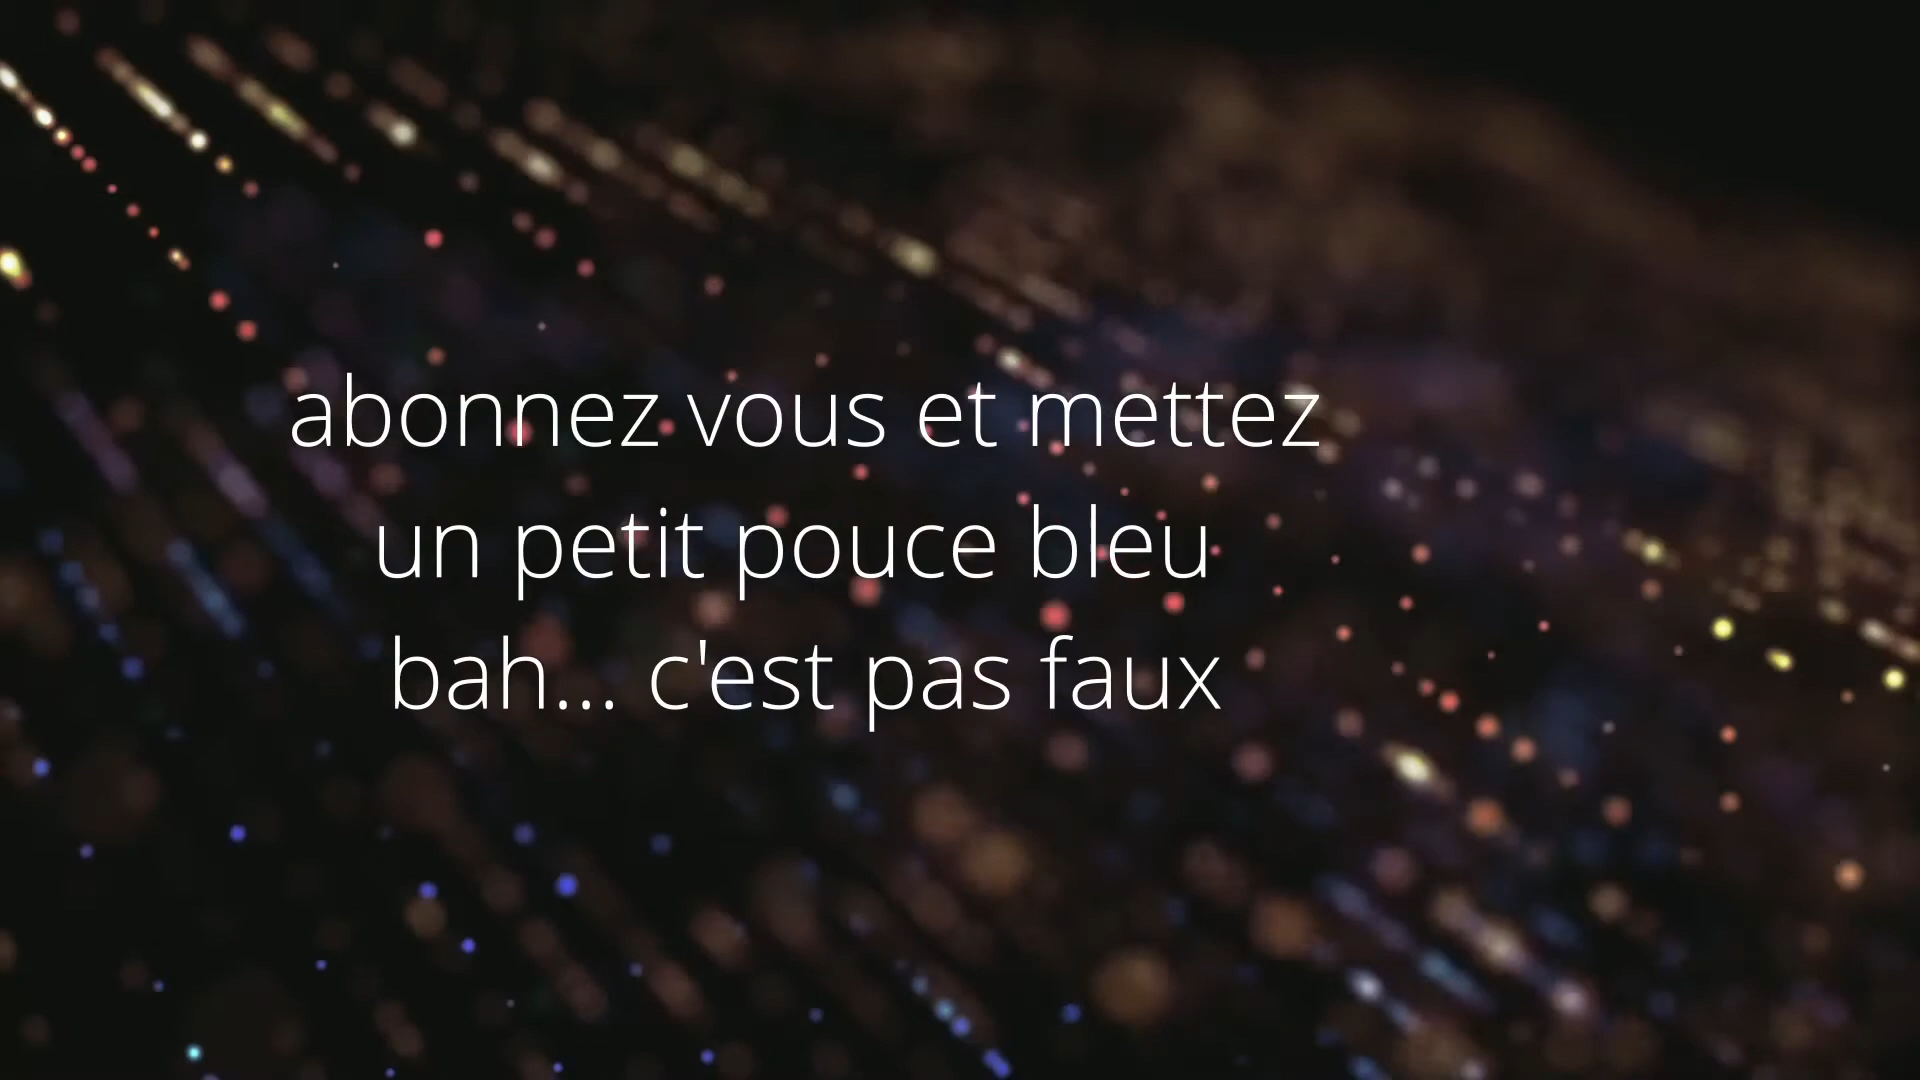 abonnez vous et mettez
un petit pouce bleu
bah... c'est pas faux